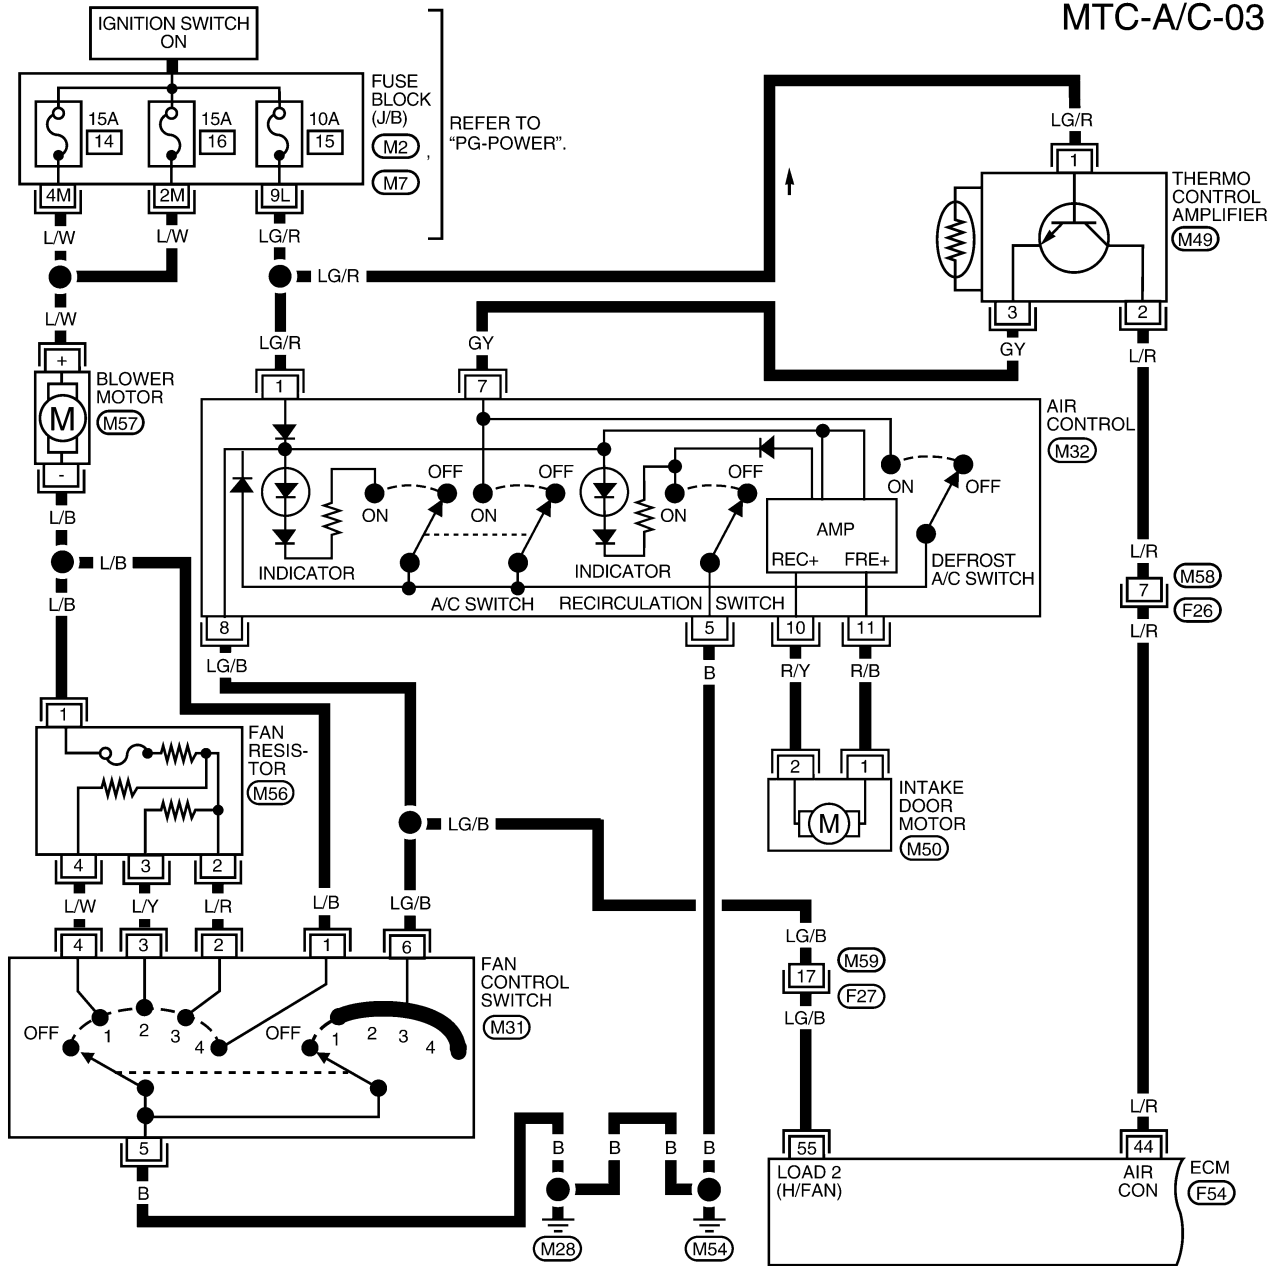 MTC-A/C-03
IGNITION SWITCH
ON
15A
14
15A
16
10A
15
FUSE
BLOCK
(J/B)
M2
,
M7
REFER TO
“PG-POWER”.
4M
2M
9L
L/W
L/W
LG/R
LG/R
LG/R
1
THERMO
CONTROL
AMPLIFIER
M49
3
2
L/W
LG/R
GY
GY
L/R
+
BLOWER
MOTOR
M57
M
-
1
7
AIR
CONTROL
M32
OFF
ON
OFF
ON
OFF
ON
ON
OFF
AMP
REC+
FRE+
INDICATOR
INDICATOR
DEFROST
A/C SWITCH
A/C SWITCH
RECIRCULATION SWITCH
L/B
L/B
L/B
L/R
7
M58
F26
L/R
8
5
10
11
LG/B
B
R/Y
R/B
1
FAN
RESIS-
TOR
M56
2
1
INTAKE
DOOR
MOTOR
M50
M
LG/B
4
3
2
L/W
L/Y
L/R
L/B
LG/B
4
3
2
1
6
FAN
CONTROL
SWITCH
M31
OFF
1
2
3
4
OFF
1
2
3
4
LG/B
17
M59
F27
LG/B
5
B
B
B
B
B
M28
M54
L/R
55
44
LOAD 2
(H/FAN)
AIR
CON
ECM
F54